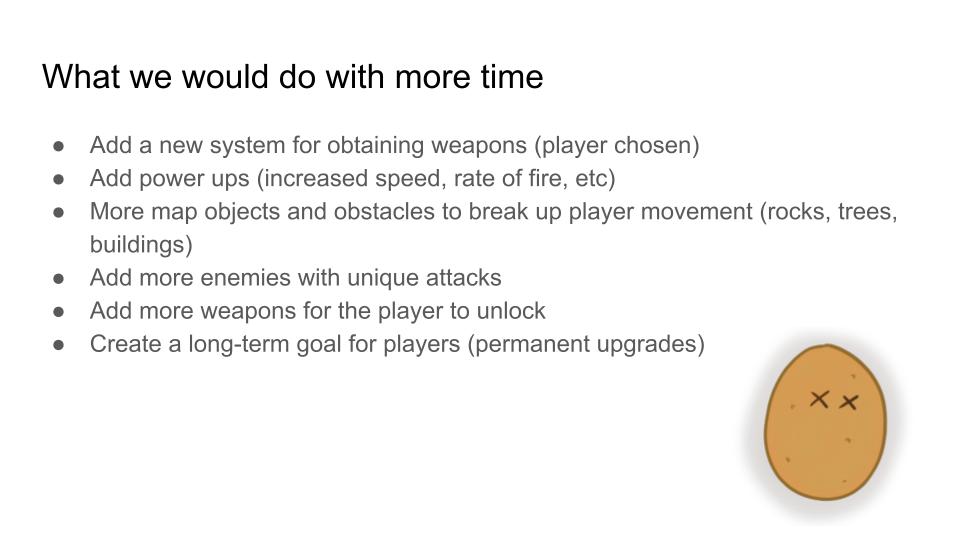 What we would do with more time
● Add a new system for obtaining weapons (player chosen)
● Add power ups (increased speed, rate of fire, etc)
● More map objects and obstacles to break up player movement (rocks, trees,
buildings)
● Add more enemies with unique attacks
● Add more weapons for the player to unlock
● Create a long-term goal for players (permanent upgrades)